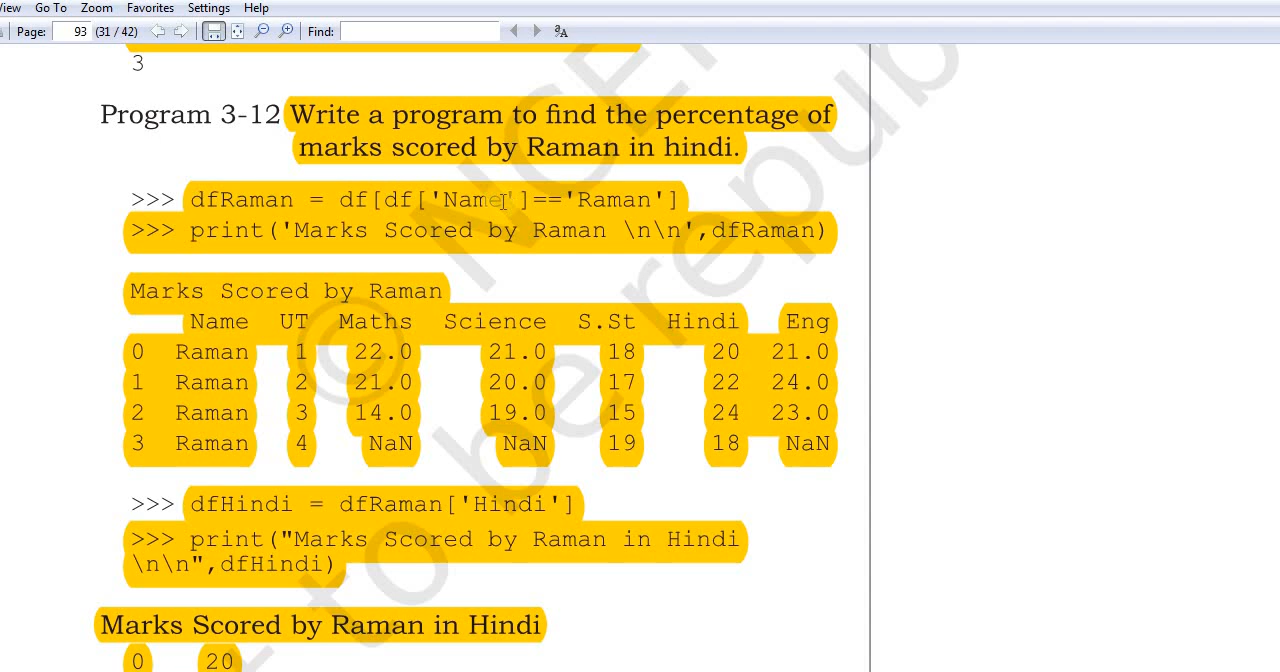 View Go To Zoom Favorites Settings Help
Page: 93 (31 / 42) Find:
3
Program 3-12 Write a program to find the percentage of
marks scored by Raman in hindi.
>>> dfRaman = df[df['Name']=='Raman']
>>> print('Marks Scored by Raman \n\n',dfRaman)
Marks Scored by Raman
Name UT Maths Science S.St Hindi Eng
0 Raman 1 22.0 21.0 18 20 21.0
1 Raman 2 21.0 20.0 17 22 24.0
2 Raman 3 14.0 19.0 15 24 23.0
3 Raman 4 NaN NaN 19 18 NaN
>>> dfHindi = dfRaman['Hindi']
>>> print("Marks Scored by Raman in Hindi
\n\n",dfHindi)
Marks Scored by Raman in Hindi
0 20